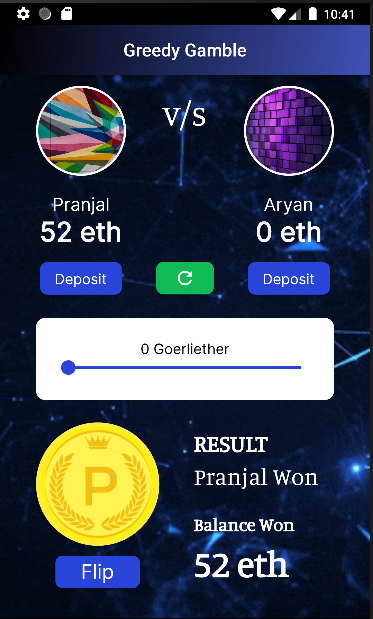 10:41
Greedy Gamble
v/s
Pranjal
Aryan
52 eth
0 eth
Deposit
Deposit
0 Goerliether
P
RESULT
Pranjal Won
Balance Won
52 eth
Flip